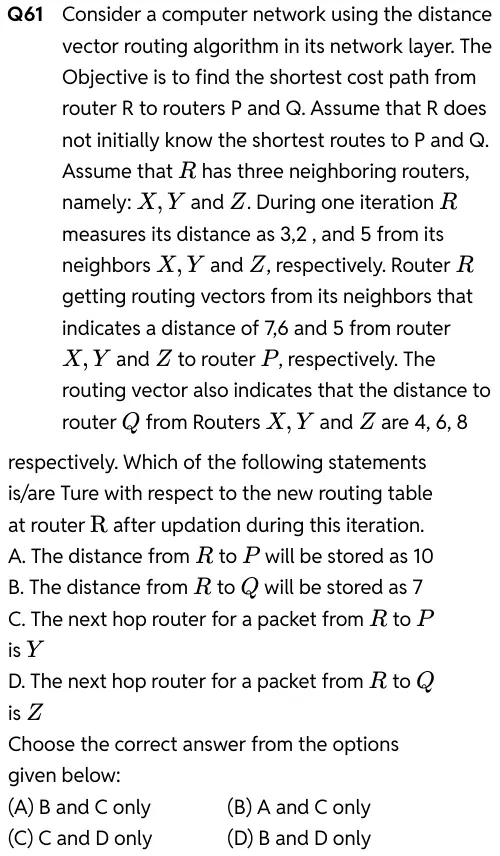 Q61 Consider a computer network using the distance
vector routing algorithm in its network layer. The
Objective is to find the shortest cost path from
router R to routers P and Q. Assume that R does
not initially know the shortest routes to P and Q.
Assume that R has three neighboring routers,
namely: X, Y and Z. During one iteration R
measures its distance as 3,2 , and 5 from its
neighbors X, Y and Z, respectively. Router R
getting routing vectors from its neighbors that
indicates a distance of 7,6 and 5 from router
X, Y and Z to router P, respectively. The
routing vector also indicates that the distance to
router Q from Routers X, Y and Z are 4, 6, 8
respectively. Which of the following statements
is/are Ture with respect to the new routing table
at router R after updation during this iteration.
A. The distance from R to P will be stored as 10
B. The distance from R to Q will be stored as 7
C. The next hop router for a packet from R to P
is Y
D. The next hop router for a packet from R to Q
is Z
Choose the correct answer from the options
given below:
(A) B and C only (B) A and C only
(C) C and D only (D) B and D only